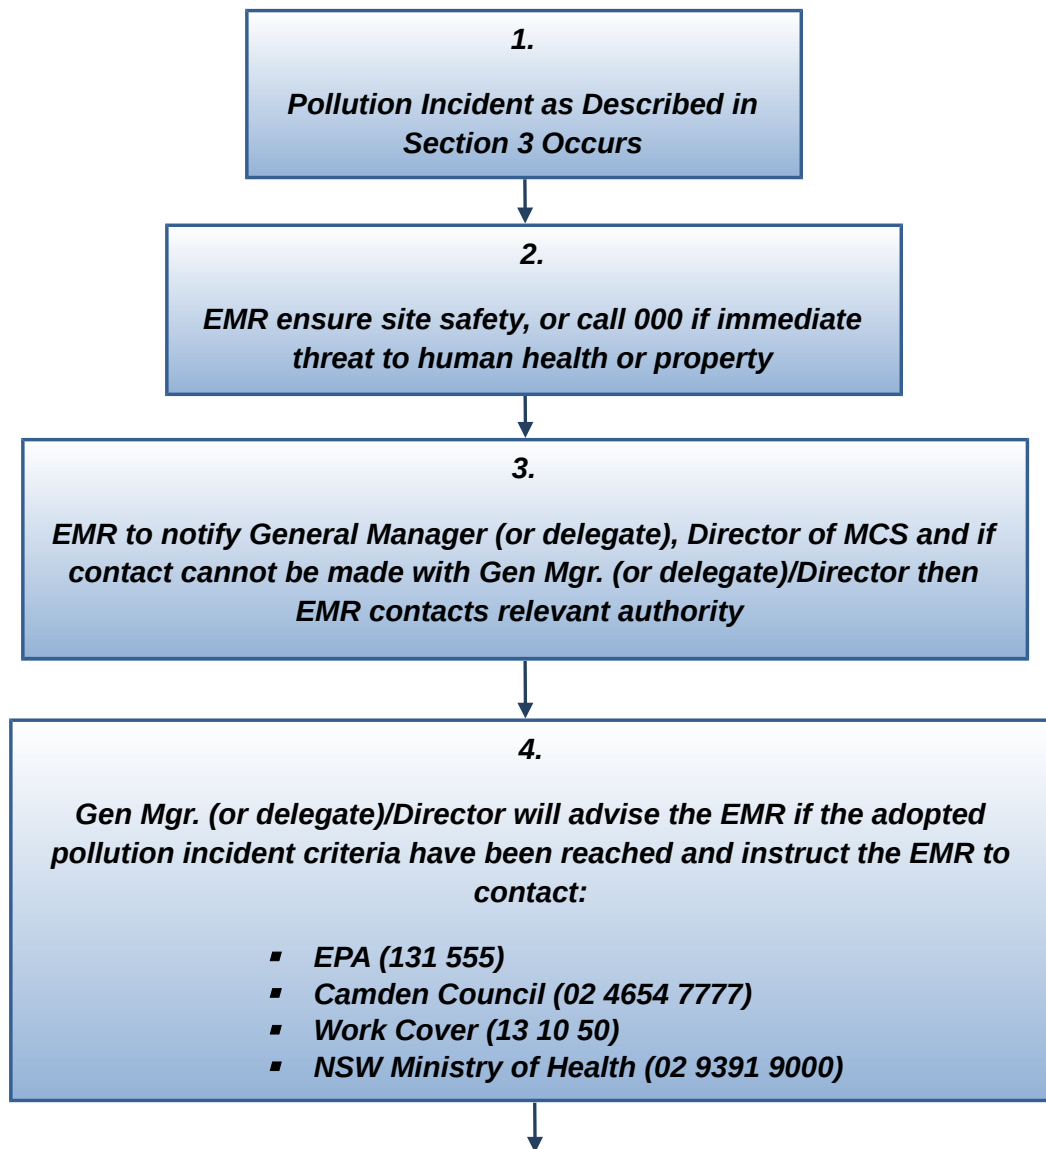 1.
Pollution Incident as Described in
Section 3 Occurs
2.
EMR ensure site safety, or call 000 if immediate
threat to human health or property
3.
EMR to notify General Manager (or delegate), Director of MCS and if
contact cannot be made with Gen Mgr. (or delegate)/Director then
EMR contacts relevant authority
4.
Gen Mgr. (or delegate)/Director will advise the EMR if the adopted
pollution incident criteria have been reached and instruct the EMR to
contact:
▪ EPA (131 555)
▪ Camden Council (02 4654 7777)
▪ Work Cover (13 10 50)
▪ NSW Ministry of Health (02 9391 9000)